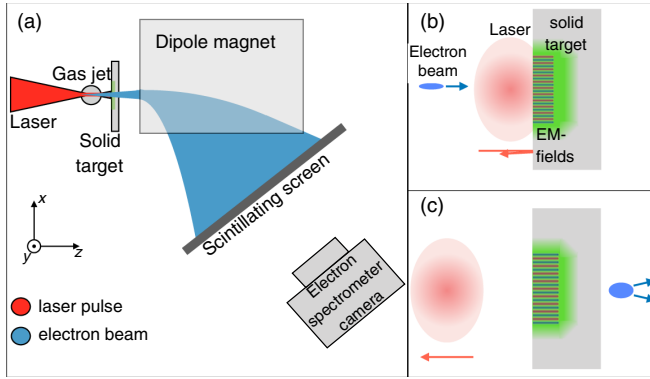 (a)
Dipole magnet
Gas jet
Laser
Solid
target
Scintillating screen
x
y
z
Electron
spectrometer
camera
laser pulse
electron beam
(b)
Laser
solid
target
Electron
beam
EM-
fields
(c)